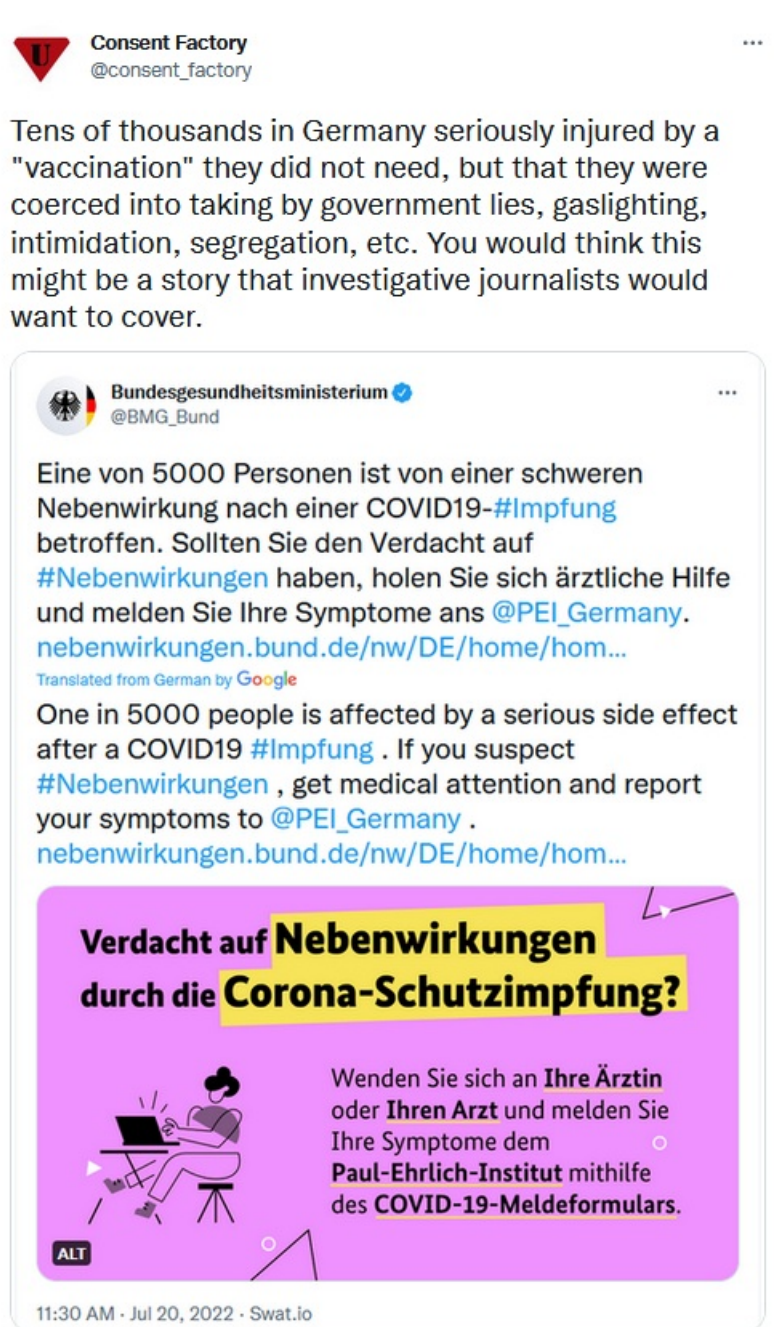 U
Consent Factory
@consent_factory
Tens of thousands in Germany seriously injured by a
"vaccination" they did not need, but that they were
coerced into taking by government lies, gaslighting,
intimidation, segregation, etc. You would think this
might be a story that investigative journalists would
want to cover.
Bundesgesundheitsministerium
@BMG_Bund
Eine von 5000 Personen ist von einer schweren
Nebenwirkung nach einer COVID19-#Impfung
betroffen. Sollten Sie den Verdacht auf
#Nebenwirkungen haben, holen Sie sich ärztliche Hilfe
und melden Sie Ihre Symptome ans @PEI_Germany.
nebenwirkungen.bund.de/nw/DE/home/hom...
Translated from German by Google
One in 5000 people is affected by a serious side effect
after a COVID19 #Impfung . If you suspect
#Nebenwirkungen , get medical attention and report
your symptoms to @PEI_Germany .
nebenwirkungen.bund.de/nw/DE/home/hom...
Verdacht auf Nebenwirkungen
durch die Corona-Schutzimpfung?
Wenden Sie sich an Ihre Ärztin
oder Ihren Arzt und melden Sie
Ihre Symptome dem
Paul-Ehrlich-Institut mithilfe
des COVID-19-Meldeformulars.
ALT
11:30 AM · Jul 20, 2022 · Swat.io